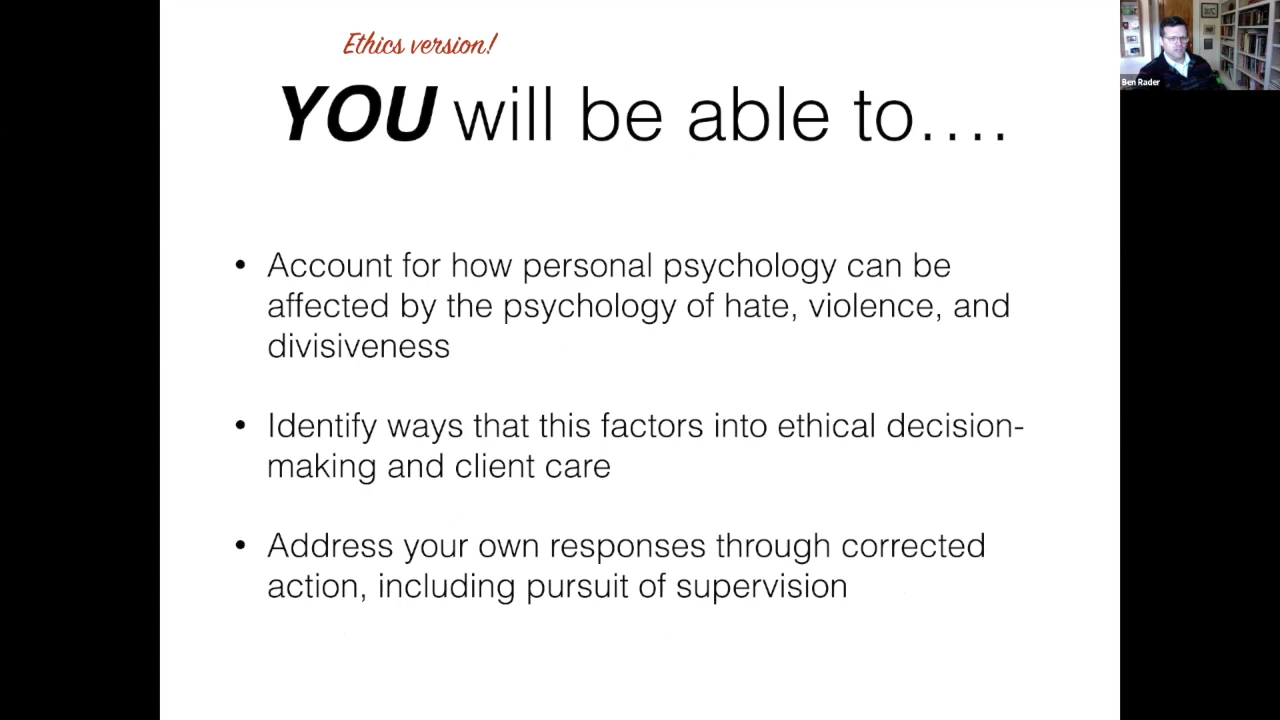 Ethics version!
YOU will be able to....
Ben Rader
• Account for how personal psychology can be
affected by the psychology of hate, violence, and
divisiveness
• Identify ways that this factors into ethical decision-
making and client care
• Address your own responses through corrected
action, including pursuit of supervision